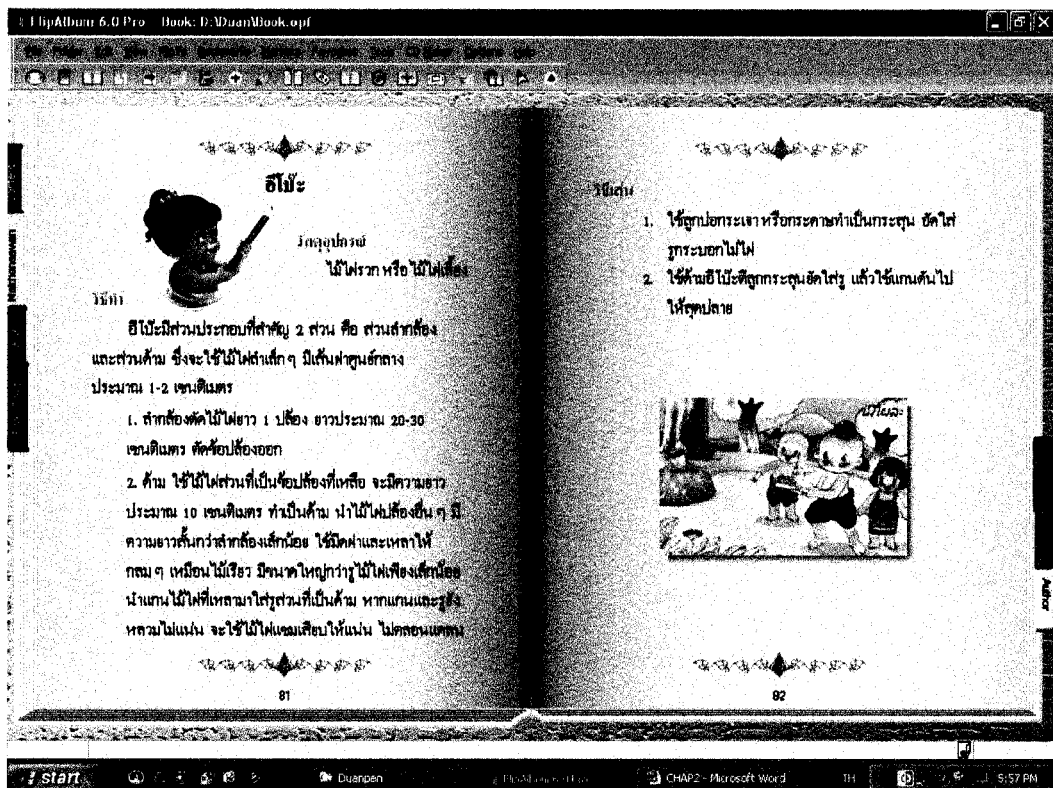 FlipAlbum 6.0 Pro Book: D:\Duan\Book.opf
อีโบ๊ะ
วัสดุอุปกรณ์
ไม้ไผ่รวก หรือ ไม้ไผ่เลี้ยง
วิธีทำ
อีโบ๊ะมีส่วนประกอบที่สำคัญ 2 ส่วน คือ ส่วนลำกล้อง
และส่วนด้าม ซึ่งจะใช้ไม้ไผ่ลำเล็ก ๆ มีเส้นผ่าศูนย์กลาง
ประมาณ 1-2 เซนติเมตร
1. ลำกล้องตัดไม้ไผ่ยาว 1 ปล้อง ยาวประมาณ 20-30
เซนติเมตร ตัดข้อปล้องออก
2. ด้าม ใช้ไม้ไผ่ส่วนที่เป็นข้อปล้องที่เหลือ จะมีความยาว
ประมาณ 10 เซนติเมตร ทำเป็นด้าม นำไม้ไผ่ปล้องอื่น ๆ มี
ความยาวสั้นกว่าลำกล้องเล็กน้อย ใช้มีดผ่าและเหลาให้
กลม ๆ เหมือนไม้เรียว มีขนาดใหญ่กว่ารูไม้ไผ่เพียงเล็กน้อย
นำแกนไม้ไผ่ที่เหลามาใส่รูส่วนที่เป็นด้าม หากแกนและรูยัง
หลวมไม่แน่น จะใช้ไม้ไผ่แซมเสียบให้แน่น ไม่คลอนแคลน
81
วิธีเล่น
1. ใช้ลูกปอกระเจา หรือกระดาษทำเป็นกระสุน อัดใส่
รูกระบอกไม้ไผ่
2. ใช้ด้ามอีโบ๊ะตีลูกกระสุนอัดใส่รู แล้วใช้แกนดันไป
ให้สุดปลาย
82
Author
start
Duanpen
CHAP2 - Microsoft Word
TH
5:57 PM